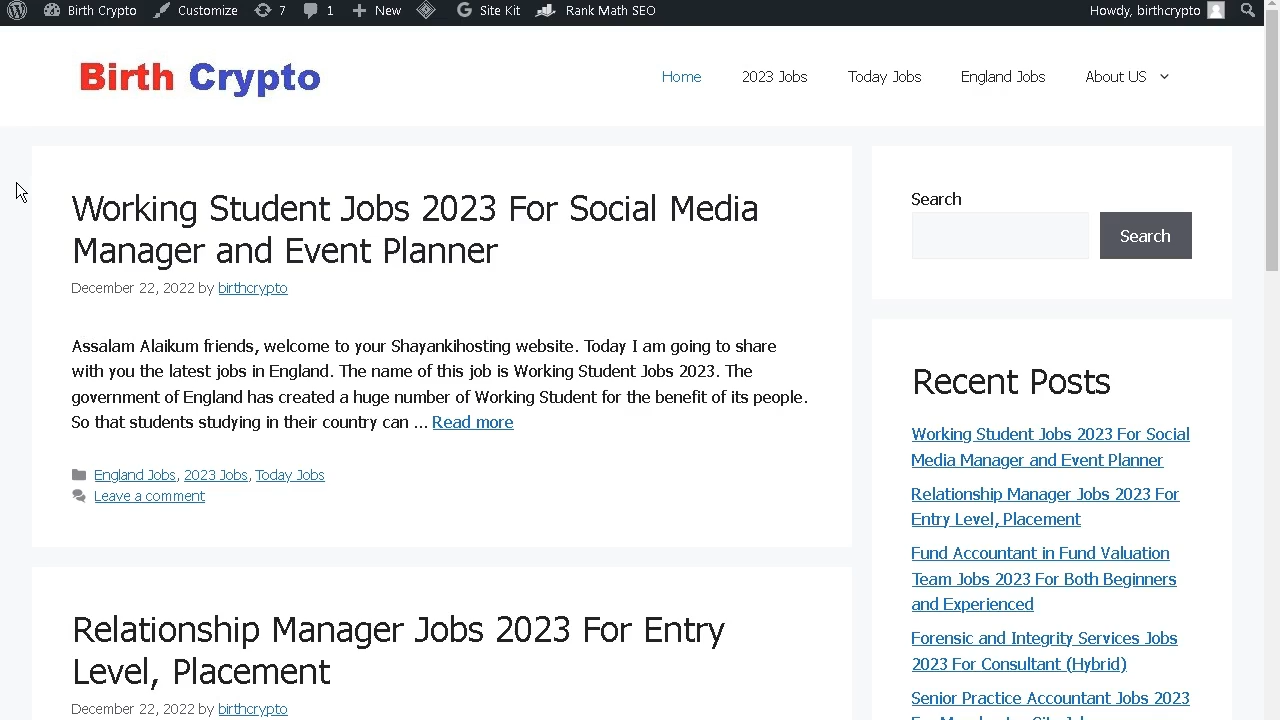 Birth Crypto Customize 7 1 New Site Kit Rank Math SEO Howdy, birthcrypto
Birth Crypto
Home 2023 Jobs Today Jobs England Jobs About US
Working Student Jobs 2023 For Social Media
Manager and Event Planner
December 22, 2022 by birthcrypto
Assalam Alaikum friends, welcome to your Shayankihosting website. Today I am going to share
with you the latest jobs in England. The name of this job is Working Student Jobs 2023. The
government of England has created a huge number of Working Student for the benefit of its people.
So that students studying in their country can ... Read more
England Jobs, 2023 Jobs, Today Jobs
Leave a comment
Relationship Manager Jobs 2023 For Entry
Level, Placement
December 22, 2022 by birthcrypto
Search
Search
Recent Posts
Working Student Jobs 2023 For Social
Media Manager and Event Planner
Relationship Manager Jobs 2023 For
Entry Level, Placement
Fund Accountant in Fund Valuation
Team Jobs 2023 For Both Beginners
and Experienced
Forensic and Integrity Services Jobs
2023 For Consultant (Hybrid)
Senior Practice Accountant Jobs 2023